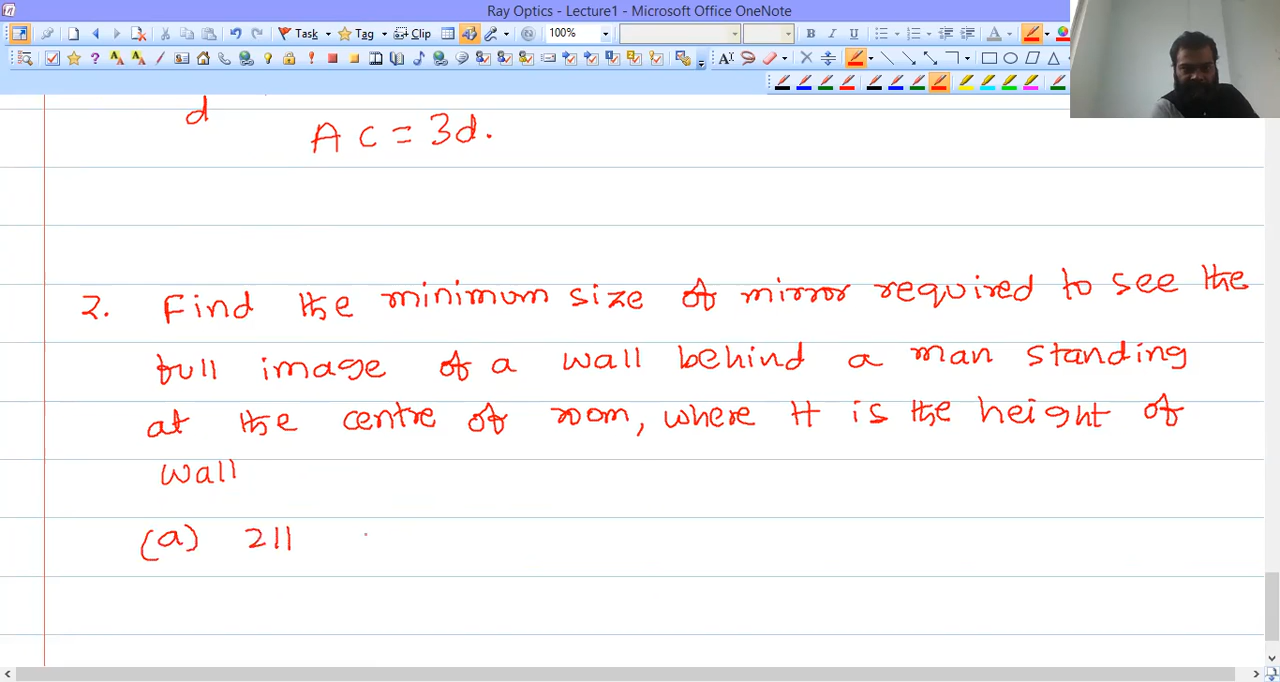 Ray Optics - Lecture1 - Microsoft Office OneNote
Task Tag Clip 100% B I U A
d
AC = 3d.
2. Find the minimum size of mirror required to see the
full image of a wall behind a man standing
at the centre of room, where H is the height of
wall
(a) 2||